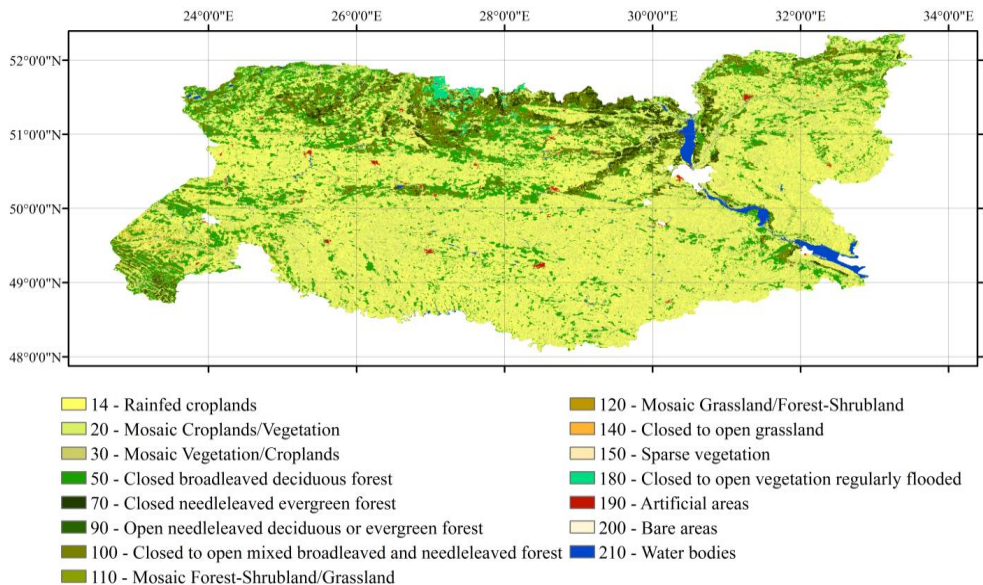 24°0'0"E 26°0'0"E 28°0'0"E 30°0'0"E 32°0'0"E 34°0'0"E
52°0'0"N
51°0'0"N
50°0'0"N
49°0'0"N
48°0'0"N
14 - Rainfed croplands
20 - Mosaic Croplands/Vegetation
30 - Mosaic Vegetation/Croplands
50 - Closed broadleaved deciduous forest
70 - Closed needleleaved evergreen forest
90 - Open needleleaved deciduous or evergreen forest
100 - Closed to open mixed broadleaved and needleleaved forest
110 - Mosaic Forest-Shrubland/Grassland
120 - Mosaic Grassland/Forest-Shrubland
140 - Closed to open grassland
150 - Sparse vegetation
180 - Closed to open vegetation regularly flooded
190 - Artificial areas
200 - Bare areas
210 - Water bodies